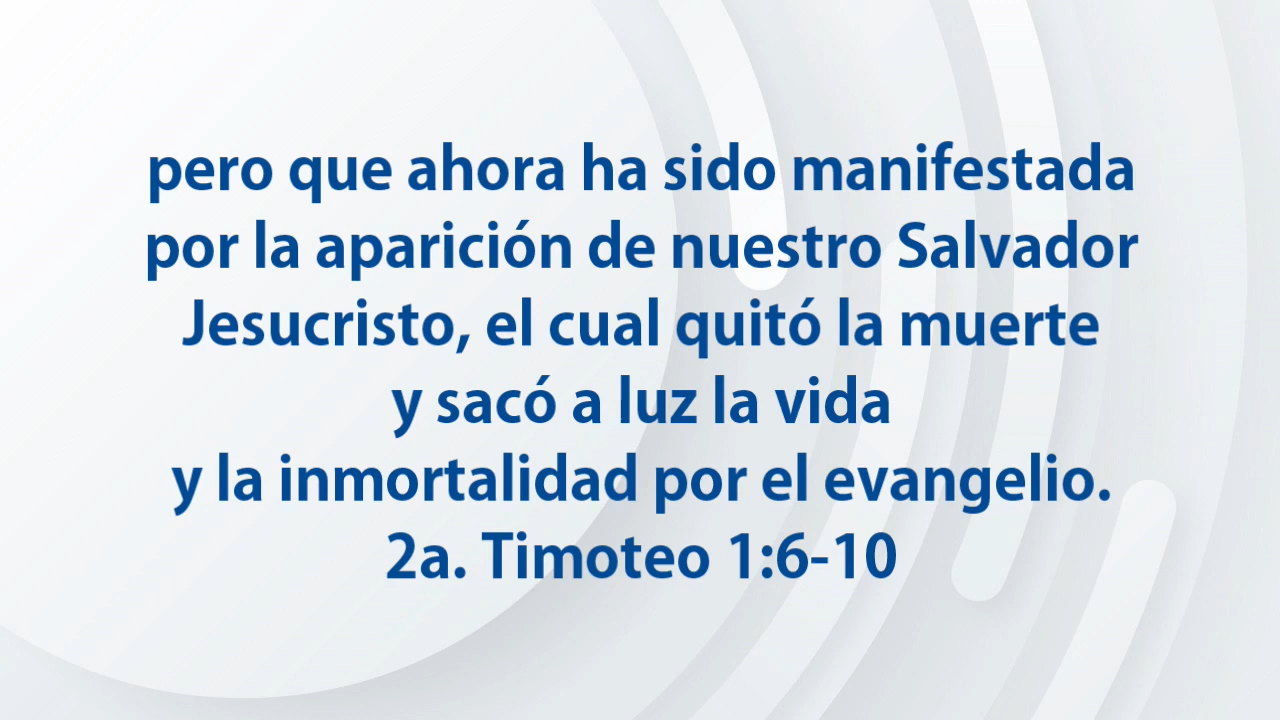 pero que ahora ha sido manifestada
por la aparición de nuestro Salvador
Jesucristo, el cual quitó la muerte
y sacó a luz la vida
y la inmortalidad por el evangelio.
2a. Timoteo 1:6-10